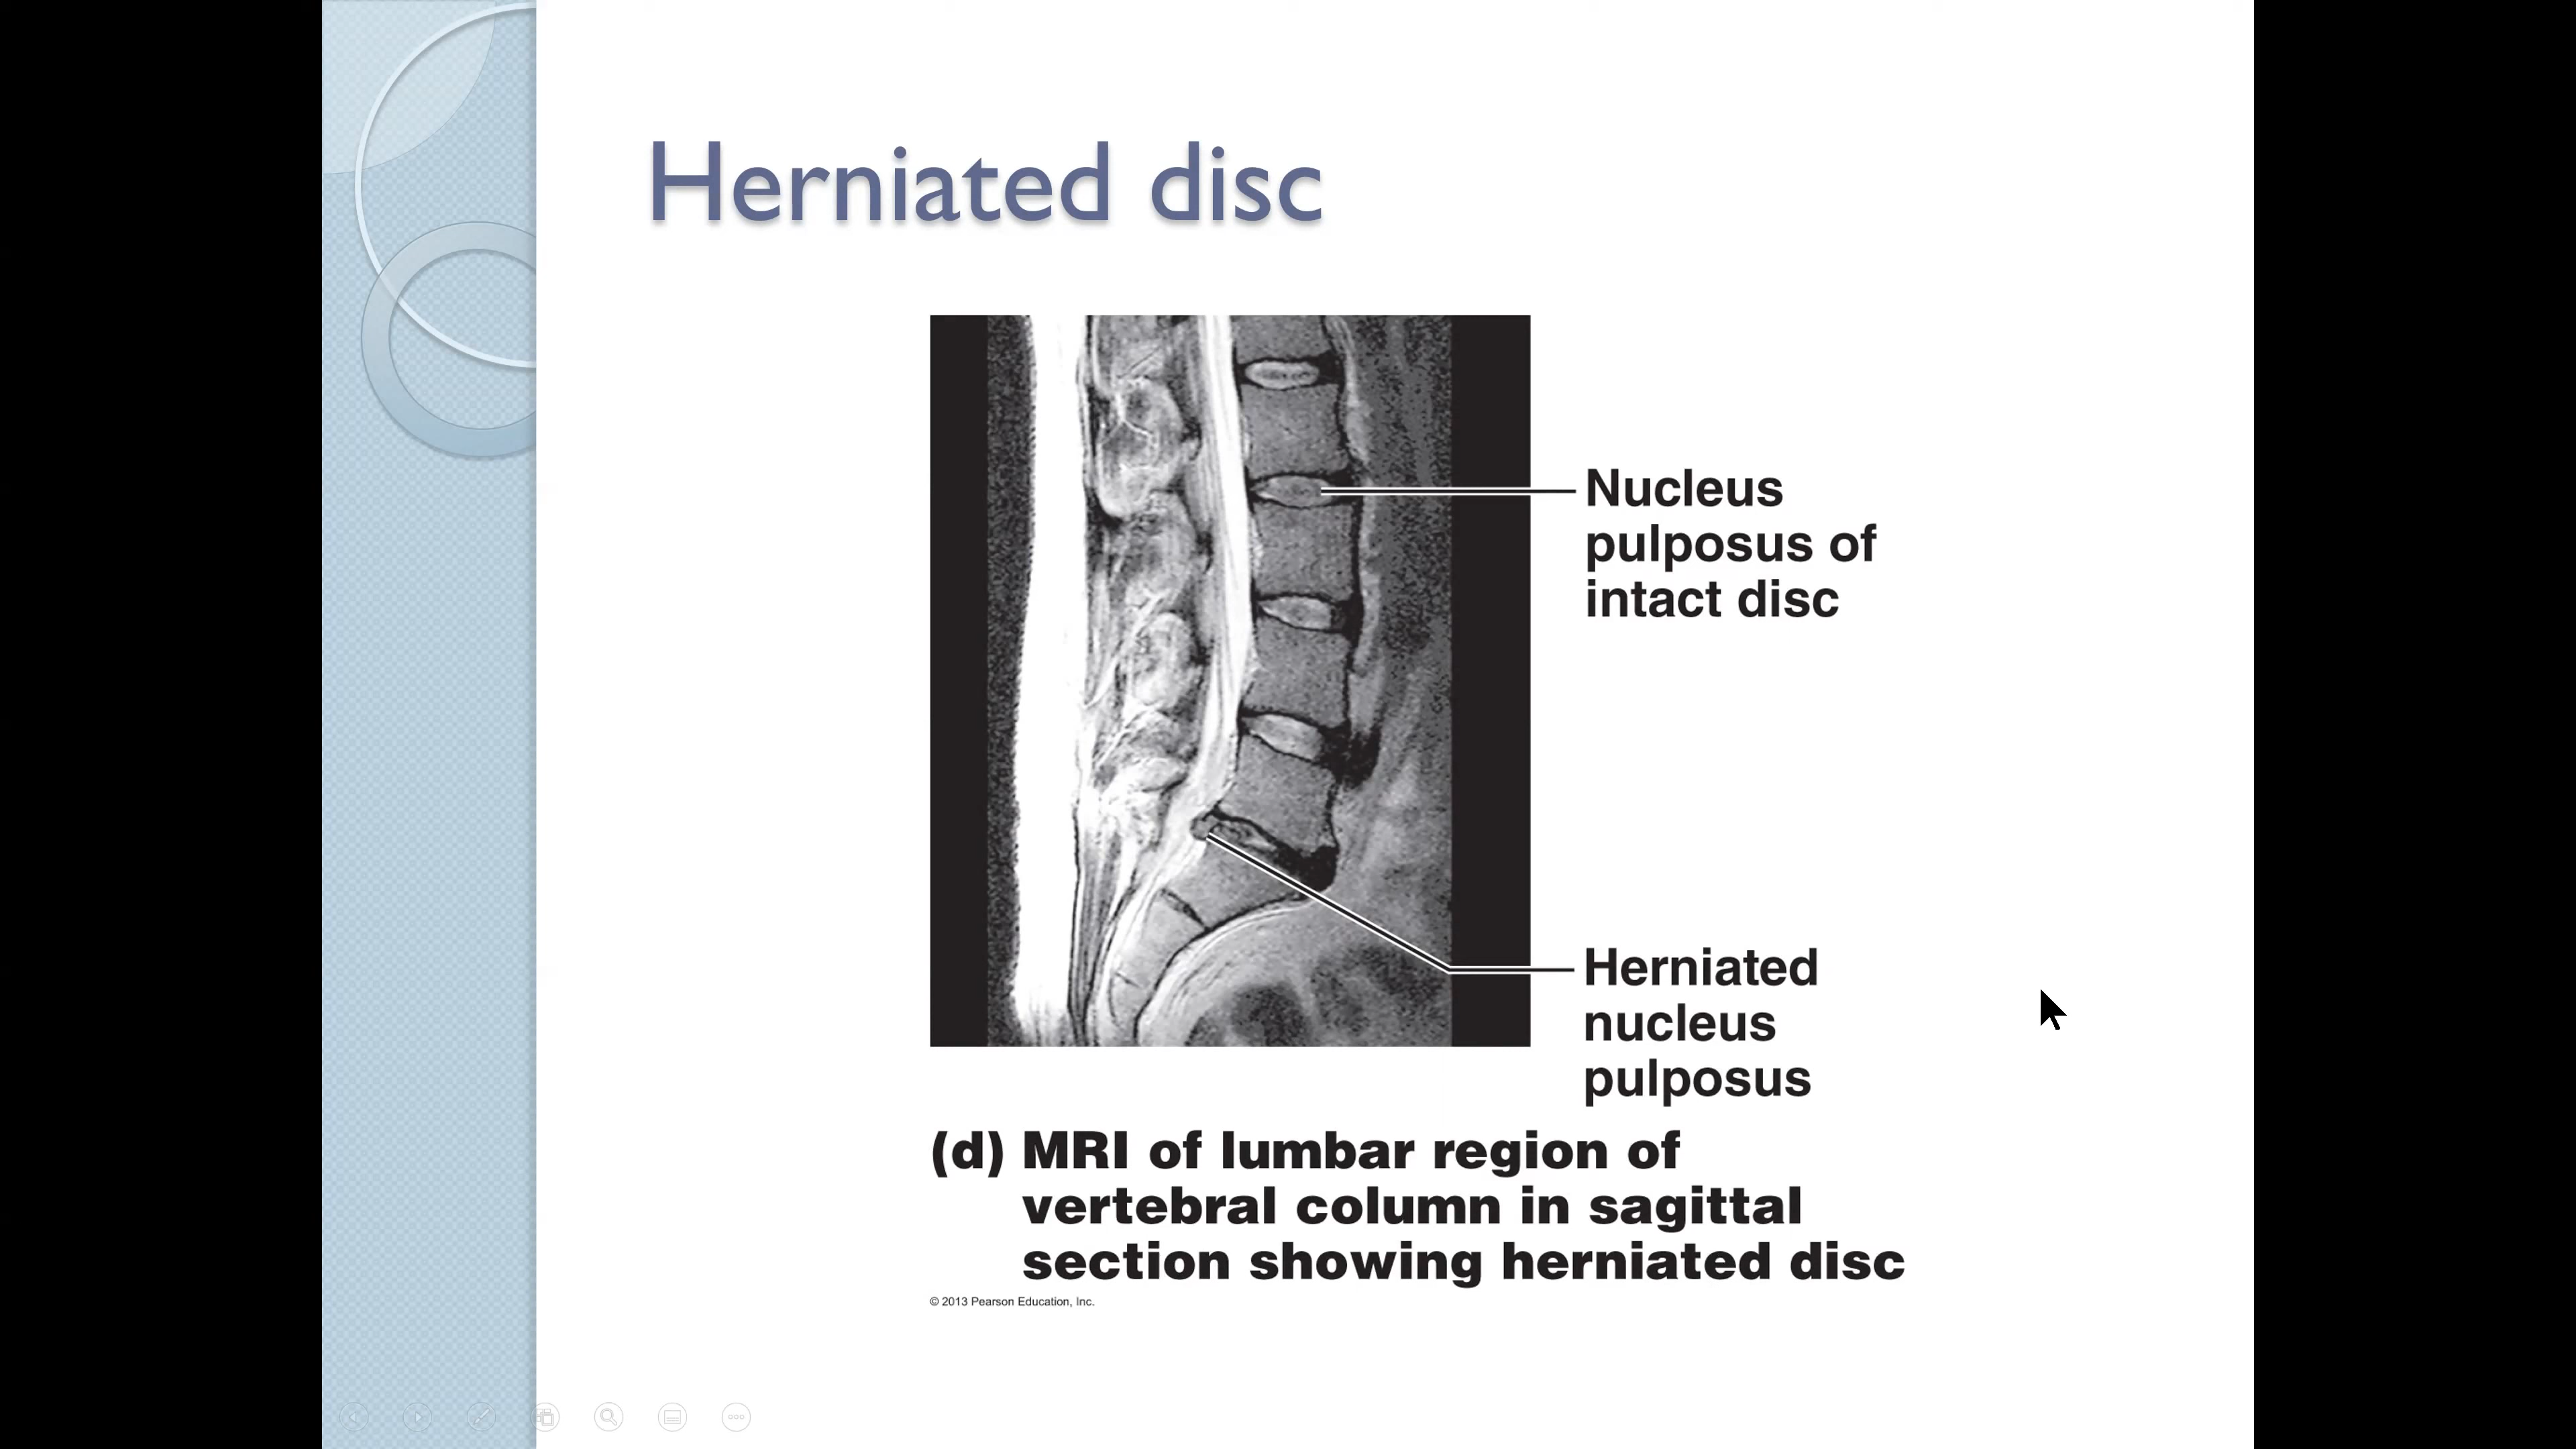 Herniated disc
Nucleus
pulposus of
intact disc
Herniated
nucleus
pulposus
(d) MRI of lumbar region of
vertebral column in sagittal
section showing herniated disc
© 2013 Pearson Education, Inc.